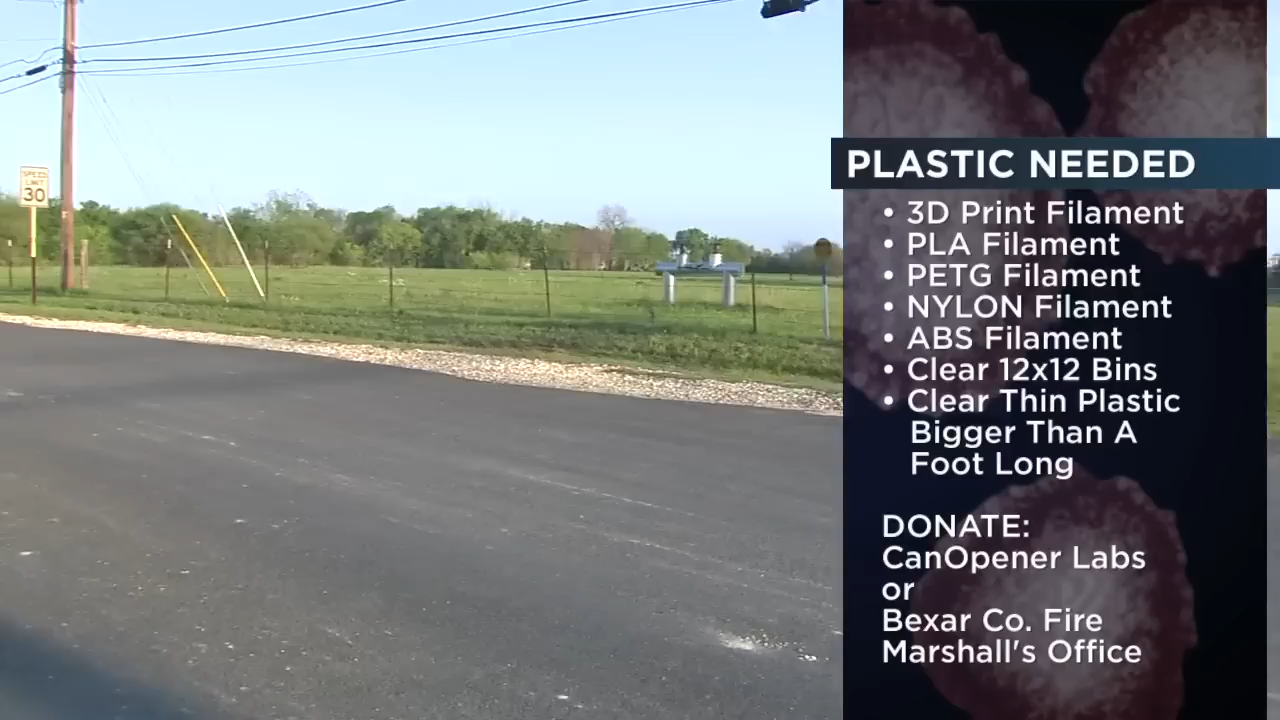 SPEED
LIMIT
30
PLASTIC NEEDED
• 3D Print Filament
• PLA Filament
• PETG Filament
• NYLON Filament
• ABS Filament
• Clear 12x12 Bins
• Clear Thin Plastic
Bigger Than A
Foot Long
DONATE:
CanOpener Labs
or
Bexar Co. Fire
Marshall's Office